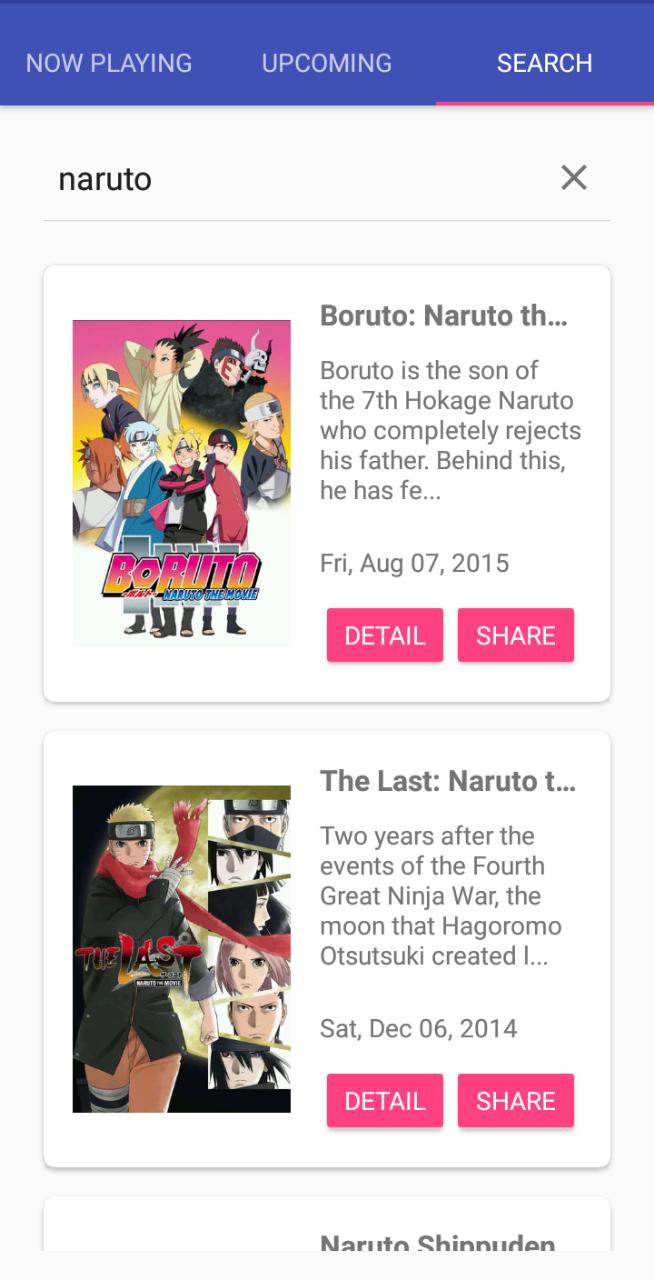 NOW PLAYING UPCOMING SEARCH
naruto
Boruto: Naruto th...
Boruto is the son of
the 7th Hokage Naruto
who completely rejects
his father. Behind this,
he has fe...
Fri, Aug 07, 2015
DETAIL SHARE
BORUTO
NARUTO THE MOVIE
The Last: Naruto t...
Two years after the
events of the Fourth
Great Ninja War, the
moon that Hagoromo
Otsutsuki created l...
Sat, Dec 06, 2014
DETAIL SHARE
THE LAST
NARUTO THE MOVIE
Naruto Shippuden